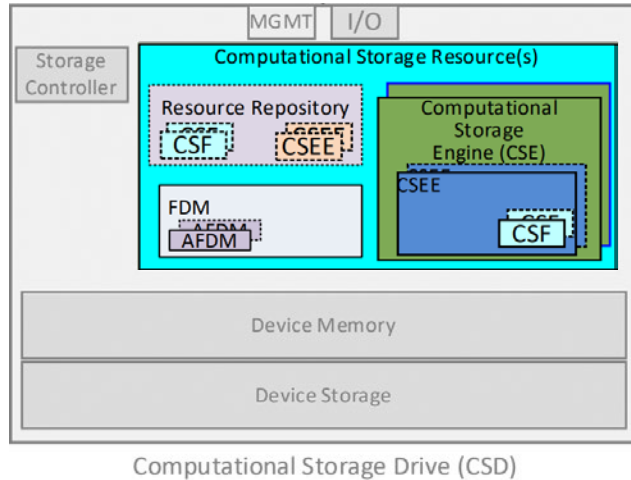 MGMT I/O
Storage
Controller
Computational Storage Resource(s)
Resource Repository
CSF
CSEE
Computational
Storage
Engine (CSE)
CSEE
CSF
FDM
AFDM
AFDM
Device Memory
Device Storage
Computational Storage Drive (CSD)